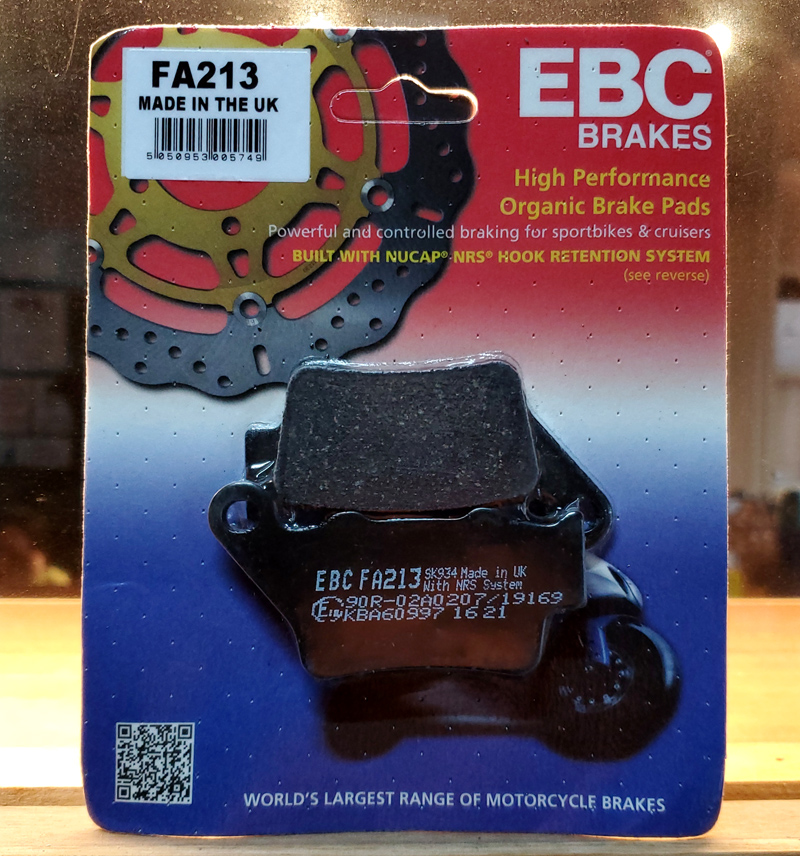 FA213
MADE IN THE UK
5 050953 005749
EBC®
BRAKES
High Performance
Organic Brake Pads
Powerful and controlled braking for sportbikes & cruisers
BUILT WITH NUCAP® NRS® HOOK RETENTION SYSTEM
(see reverse)
EBC FA213 SK934 Made in UK
With NRS System
E11 90R-02A0207/19169
KBA60997 16 21
WORLD'S LARGEST RANGE OF MOTORCYCLE BRAKES